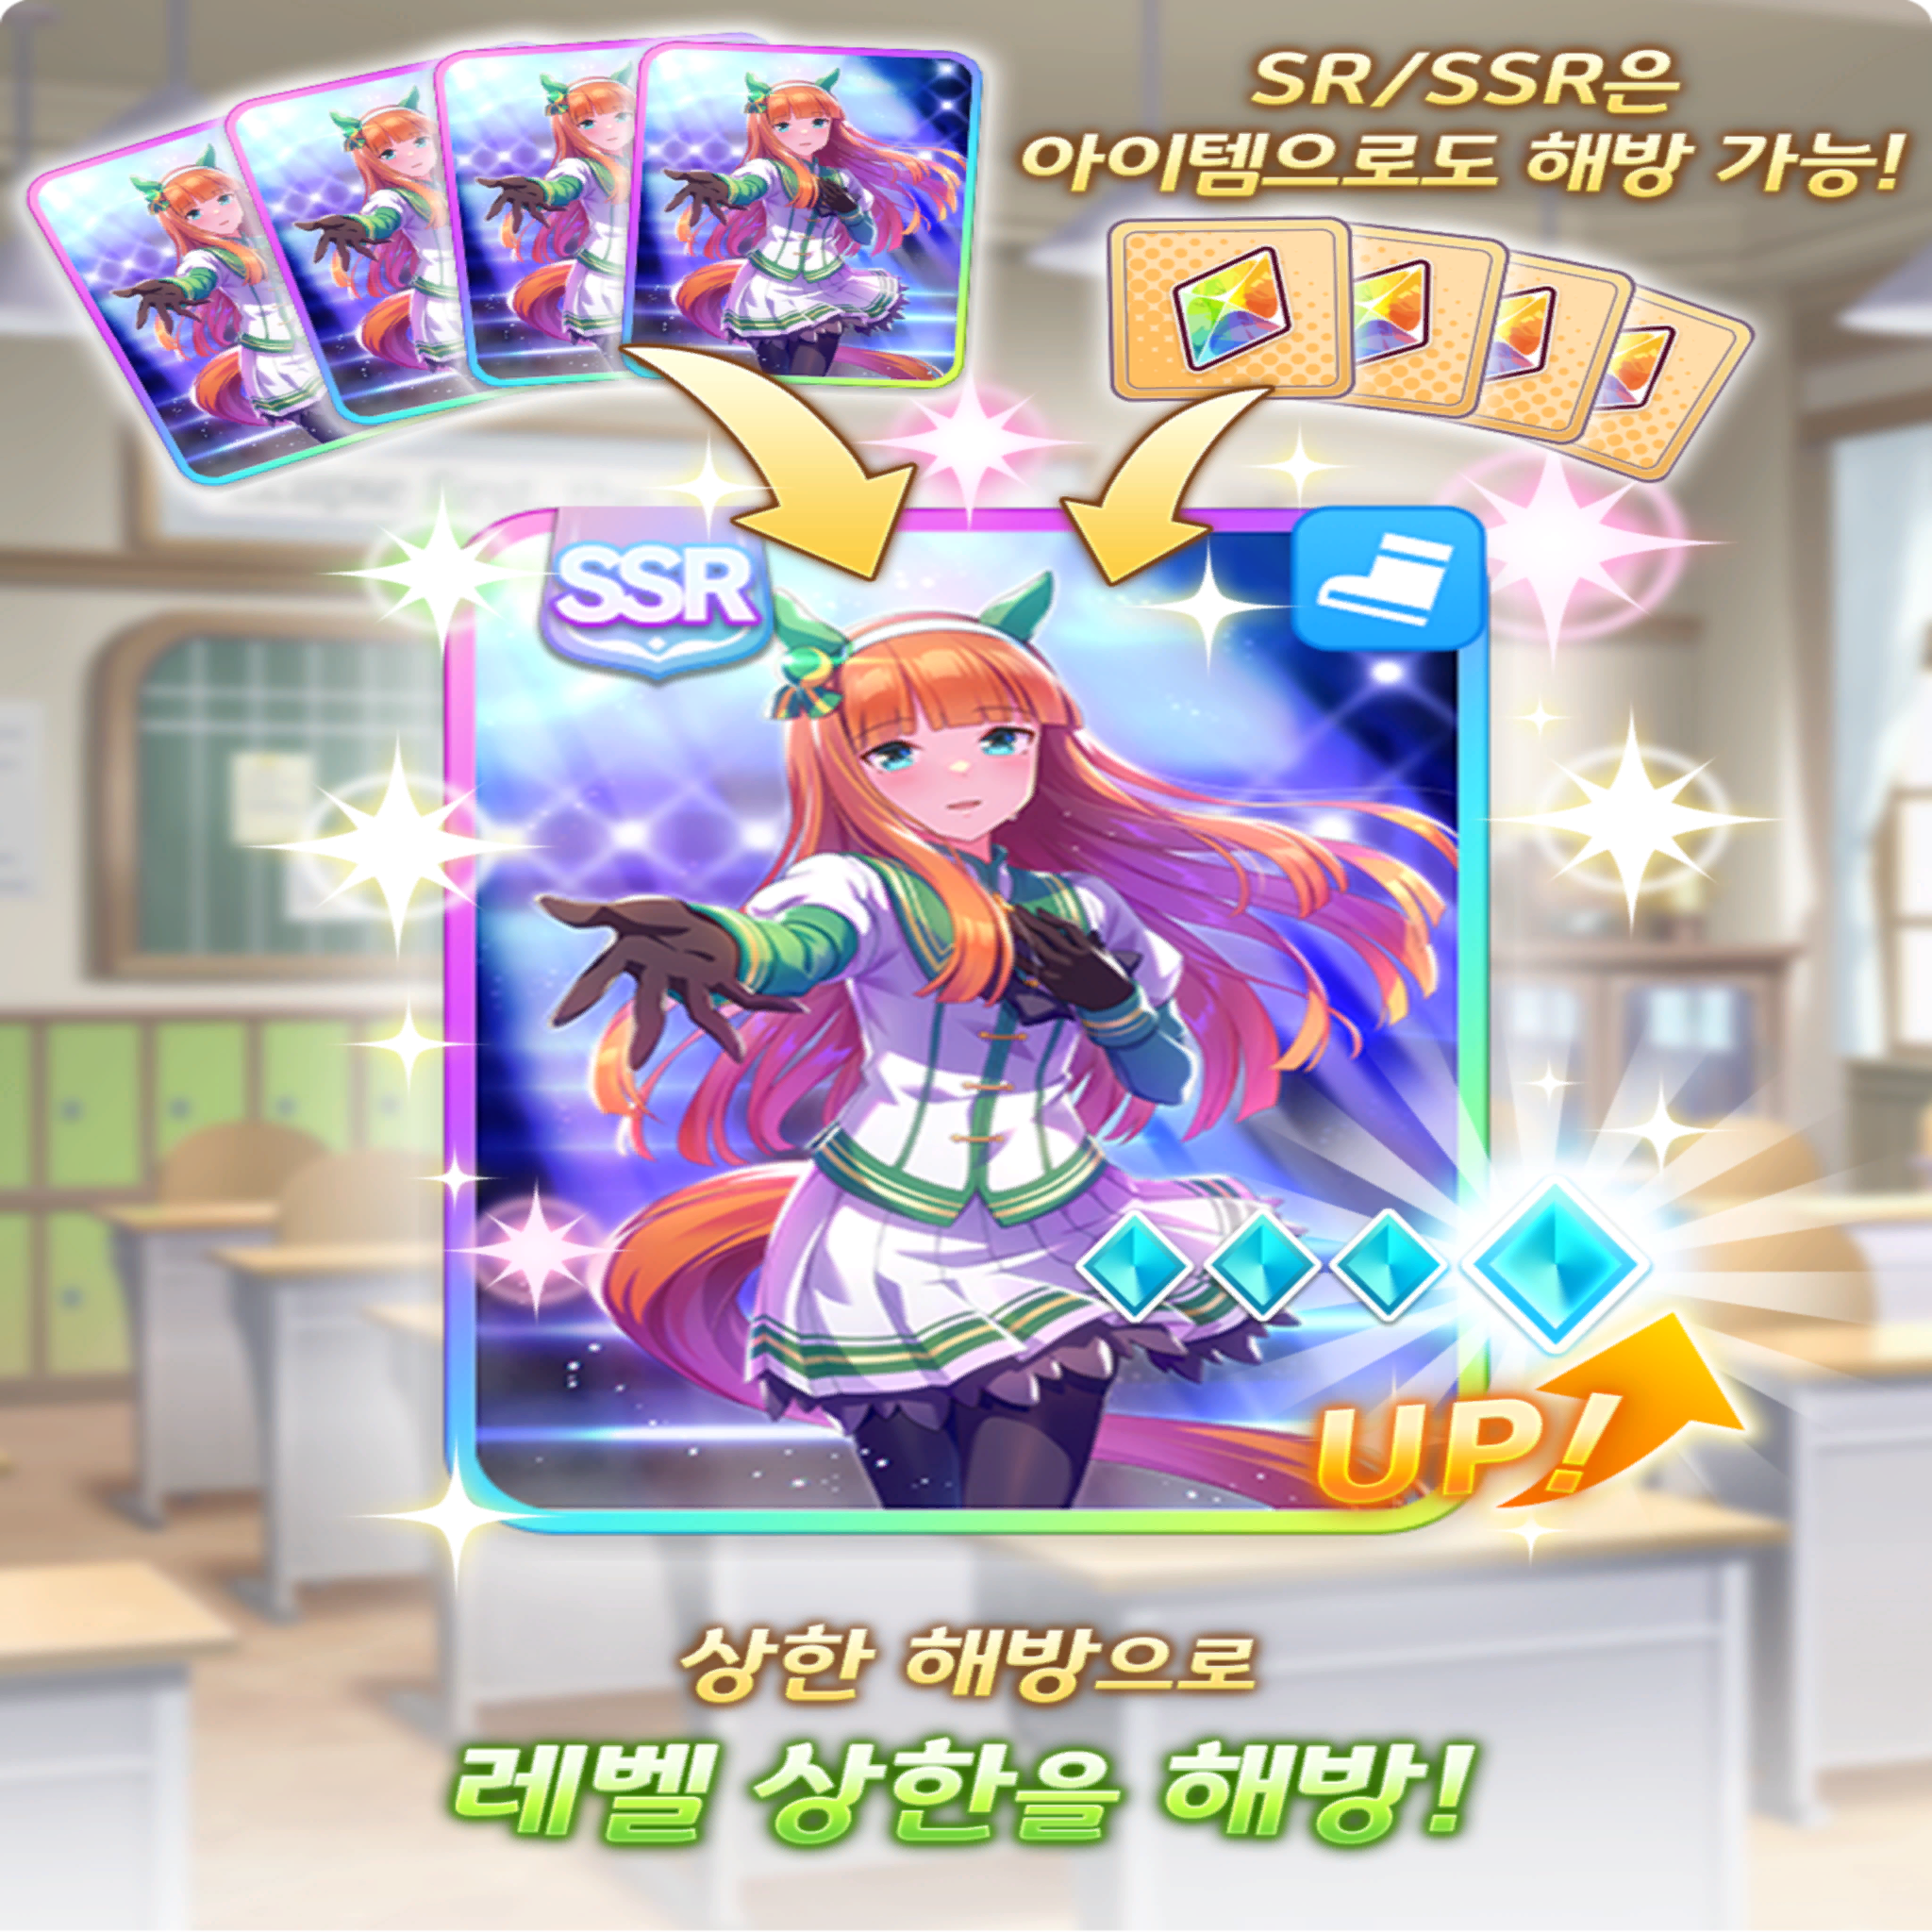 SR/SSR은
아이템으로도 해방 가능!
SSR
UP!
상한 해방으로
레벨 상한을 해방!